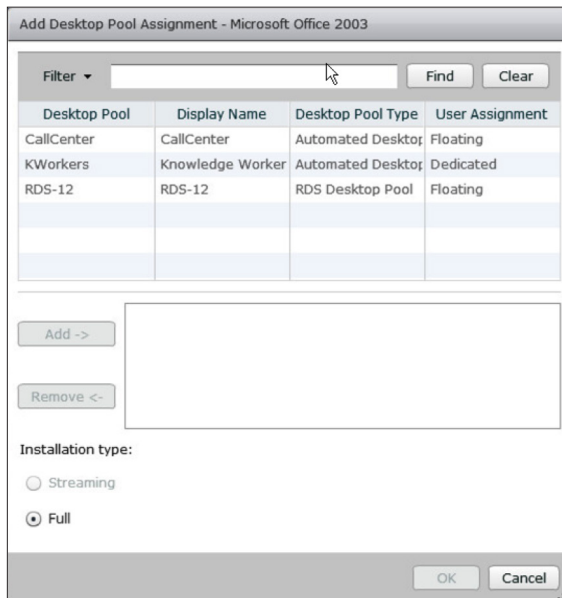 Add Desktop Pool Assignment - Microsoft Office 2003
Filter Find Clear
Desktop Pool Display Name Desktop Pool Type User Assignment
CallCenter CallCenter Automated Desktop Floating
KWorkers Knowledge Worker Automated Desktop Dedicated
RDS-12 RDS-12 RDS Desktop Pool Floating
Add ->
Remove <-
Installation type:
Streaming
Full
OK Cancel